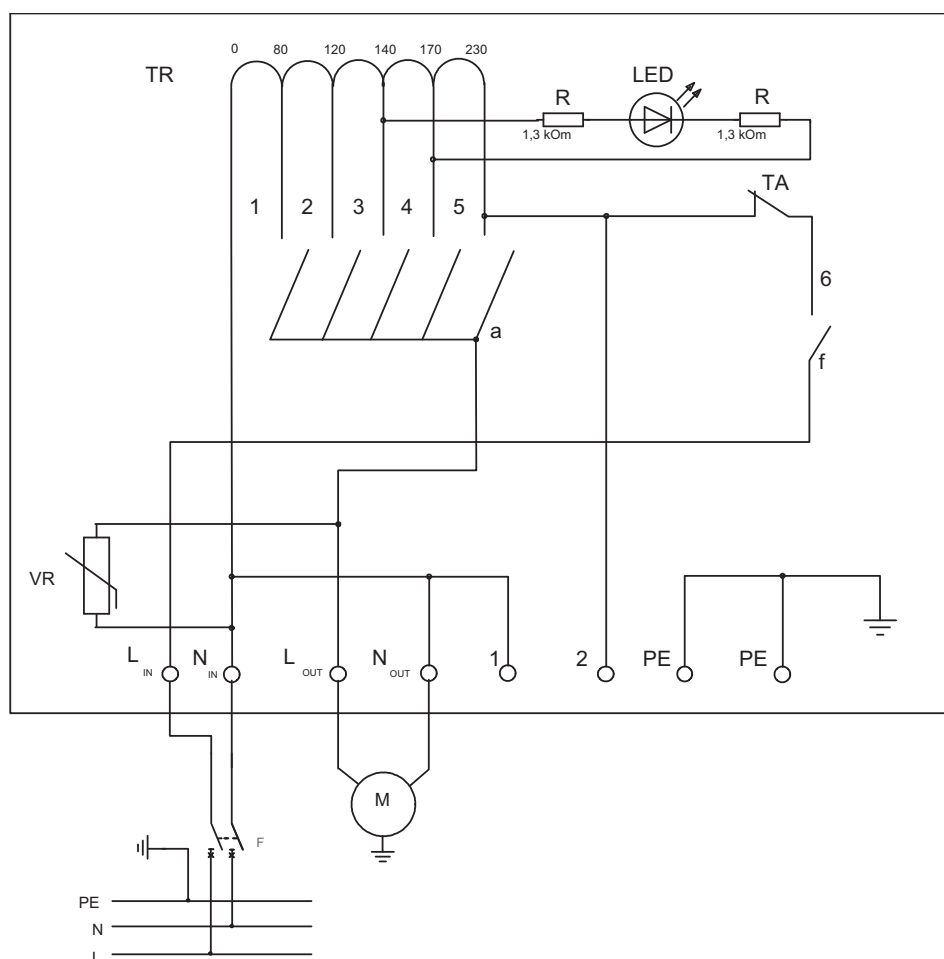 0 80 120 140 170 230
TR
LED
R
R
1,3 kOm
1,3 kOm
TA
1 2 3 4 5
6
a
f
VR
L IN
N IN
L OUT
N OUT
1
2
PE
PE
M
F
PE
N
L